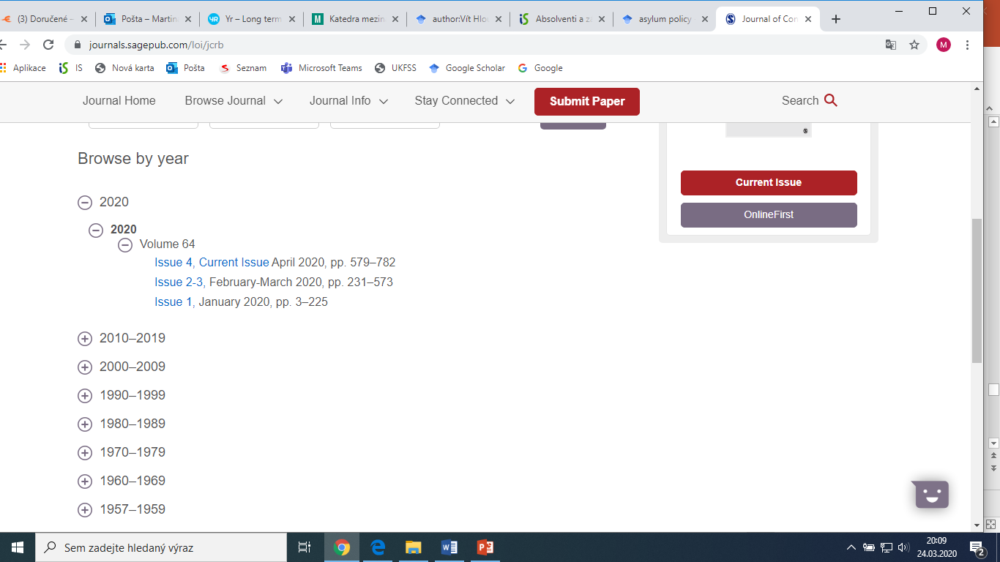 (3) Doručené –
Pošta – Martin
Yr – Long term
Katedra mezin
author:Vít Hlou
Absolventi a zá
asylum policy
Journal of Con
journals.sagepub.com/loi/jcrb
M
Aplikace
IS
Nová karta
Pošta
Seznam
Microsoft Teams
UKFSS
Google Scholar
Google
Journal Home
Browse Journal
Journal Info
Stay Connected
Submit Paper
Search
Browse by year
Current Issue
OnlineFirst
2020
2020
Volume 64
Issue 4, Current Issue April 2020, pp. 579–782
Issue 2-3, February-March 2020, pp. 231–573
Issue 1, January 2020, pp. 3–225
2010–2019
2000–2009
1990–1999
1980–1989
1970–1979
1960–1969
1957–1959
Sem zadejte hledaný výraz
20:09
24.03.2020
2